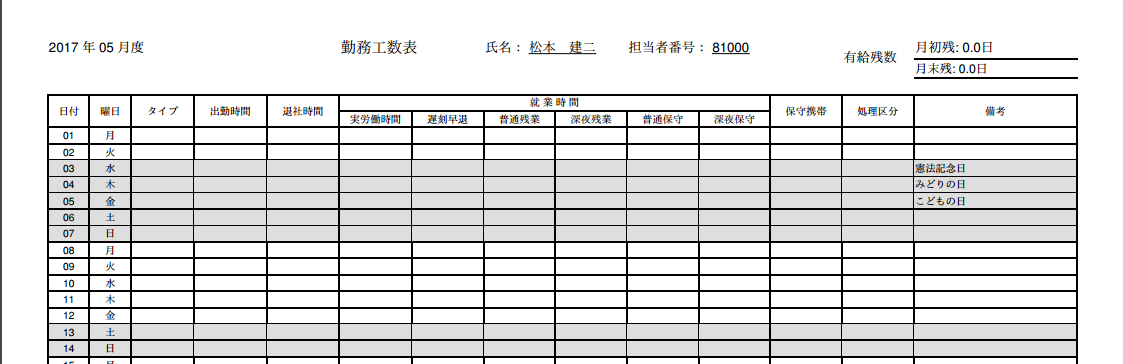 2017 年 05 月度 勤務工数表 氏名： 松本　建二 担当者番号： 81000 有給残数 月初残: 0.0日
月末残: 0.0日
日付 曜日 タイプ 出勤時間 退社時間 就 業 時 間 保守携帯 処理区分 備考
実労働時間 遅刻早退 普通残業 深夜残業 普通保守 深夜保守
01 月
02 火
03 水 憲法記念日
04 木 みどりの日
05 金 こどもの日
06 土
07 日
08 月
09 火
10 水
11 木
12 金
13 土
14 日